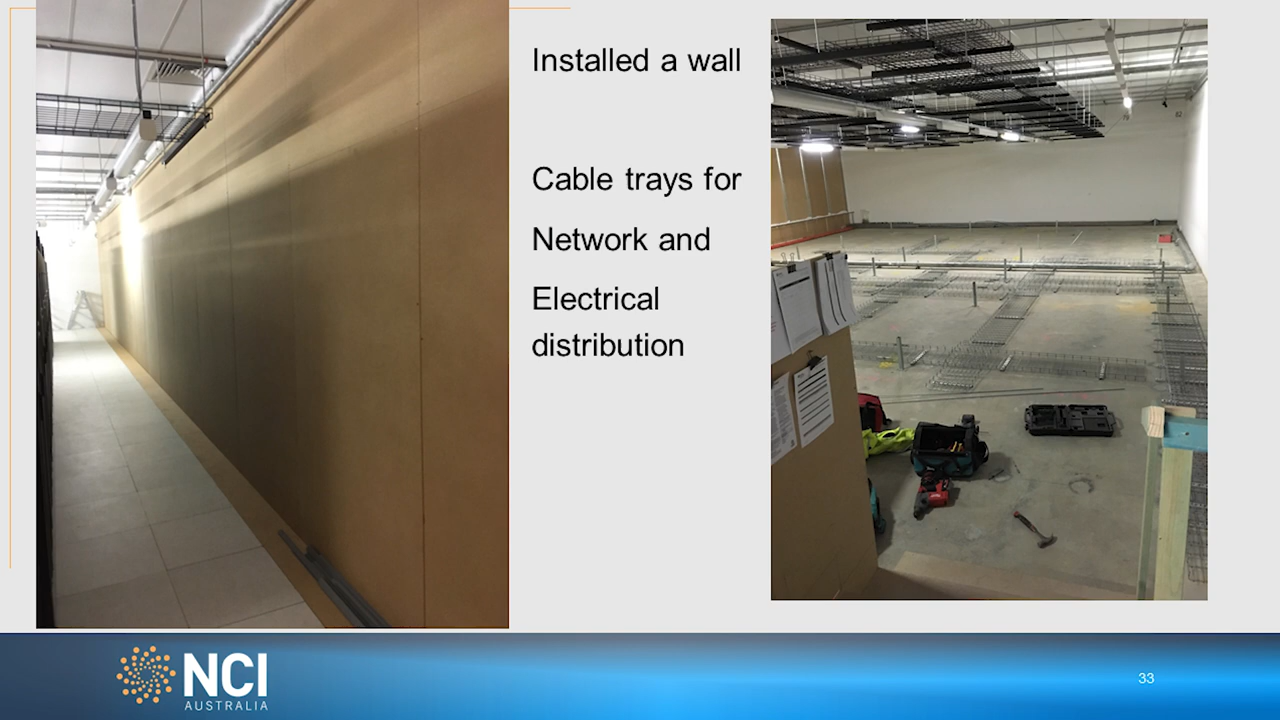 Installed a wall
Cable trays for
Network and
Electrical
distribution
NCI
AUSTRALIA
33